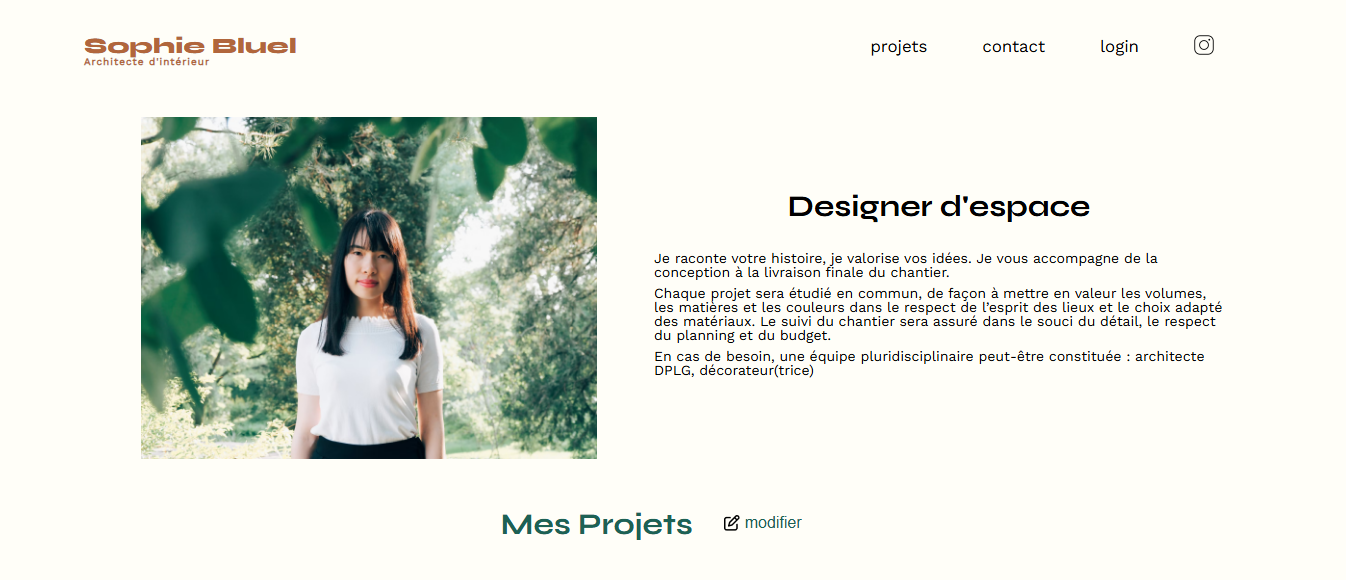 Sophie Bluel
Architecte d'intérieur
projets
contact
login
Designer d'espace
Je raconte votre histoire, je valorise vos idées. Je vous accompagne de la
conception à la livraison finale du chantier.
Chaque projet sera étudié en commun, de façon à mettre en valeur les volumes,
les matières et les couleurs dans le respect de l’esprit des lieux et le choix adapté
des matériaux. Le suivi du chantier sera assuré dans le souci du détail, le respect
du planning et du budget.
En cas de besoin, une équipe pluridisciplinaire peut-être constituée : architecte
DPLG, décorateur(trice)
Mes Projets
modifier